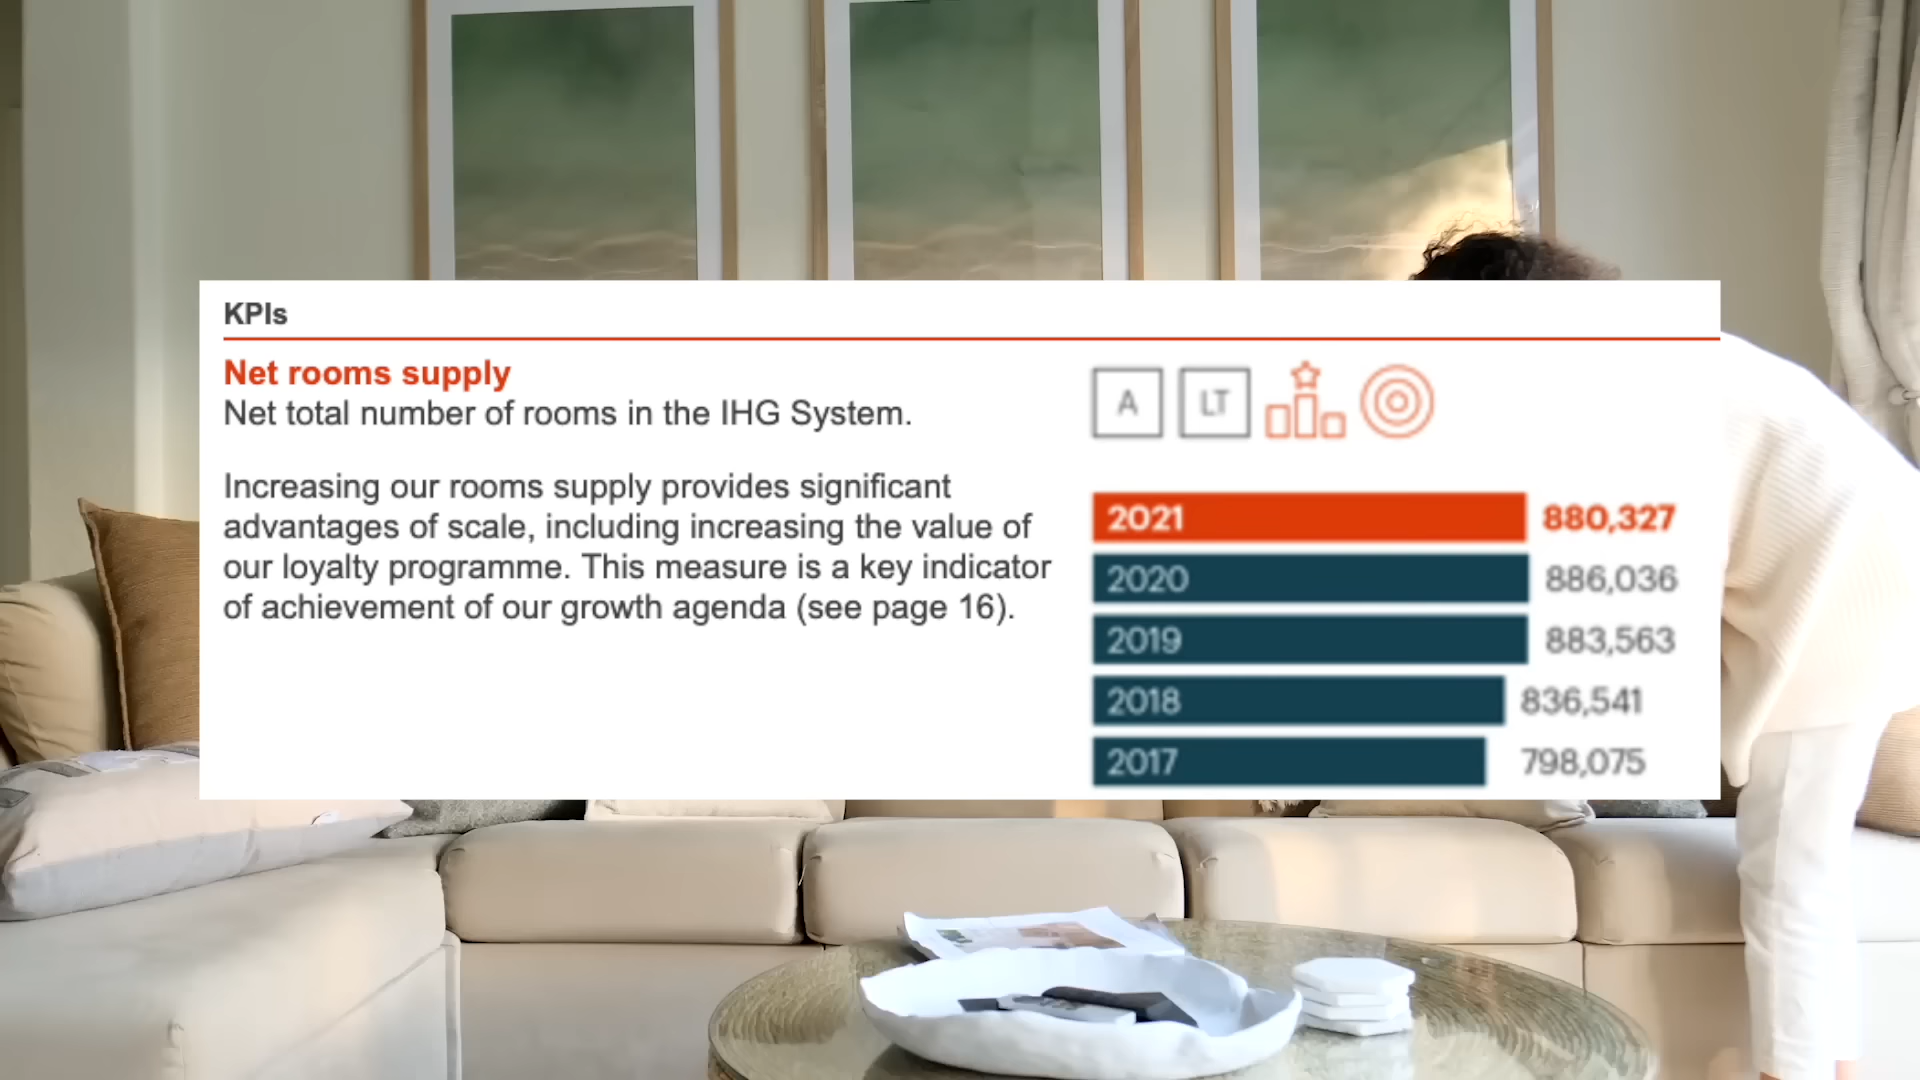 KPIs
Net rooms supply
Net total number of rooms in the IHG System.
Increasing our rooms supply provides significant
advantages of scale, including increasing the value of
our loyalty programme. This measure is a key indicator
of achievement of our growth agenda (see page 16).
A LT
2021 880,327
2020 886,036
2019 883,563
2018 836,541
2017 798,075